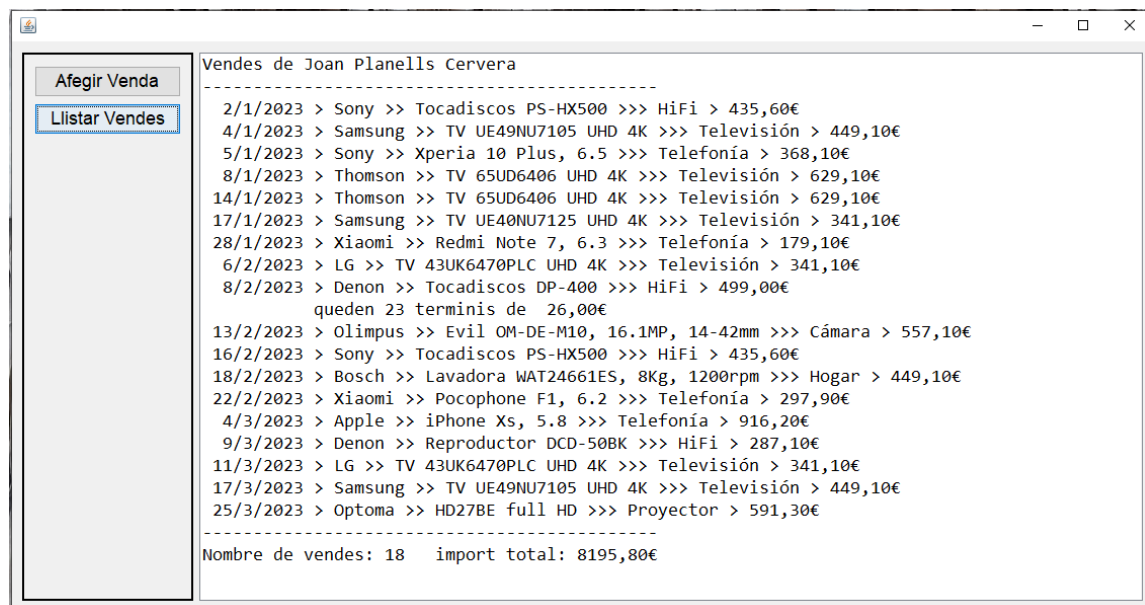 Afegir Venda
Llistar Vendes
Vendes de Joan Planells Cervera
---------------------------------------------
2/1/2023 > Sony >> Tocadiscos PS-HX500 >>> HiFi > 435,60€
4/1/2023 > Samsung >> TV UE49NU7105 UHD 4K >>> Televisión > 449,10€
5/1/2023 > Sony >> Xperia 10 Plus, 6.5 >>> Telefonía > 368,10€
8/1/2023 > Thomson >> TV 65UD6406 UHD 4K >>> Televisión > 629,10€
14/1/2023 > Thomson >> TV 65UD6406 UHD 4K >>> Televisión > 629,10€
17/1/2023 > Samsung >> TV UE40NU7125 UHD 4K >>> Televisión > 341,10€
28/1/2023 > Xiaomi >> Redmi Note 7, 6.3 >>> Telefonía > 179,10€
6/2/2023 > LG >> TV 43UK6470PLC UHD 4K >>> Televisión > 341,10€
8/2/2023 > Denon >> Tocadiscos DP-400 >>> HiFi > 499,00€
queden 23 terminis de  26,00€
13/2/2023 > Olimpus >> Evil OM-DE-M10, 16.1MP, 14-42mm >>> Cámara > 557,10€
16/2/2023 > Sony >> Tocadiscos PS-HX500 >>> HiFi > 435,60€
18/2/2023 > Bosch >> Lavadora WAT24661ES, 8Kg, 1200rpm >>> Hogar > 449,10€
22/2/2023 > Xiaomi >> Pocophone F1, 6.2 >>> Telefonía > 297,90€
4/3/2023 > Apple >> iPhone Xs, 5.8 >>> Telefonía > 916,20€
9/3/2023 > Denon >> Reproductor DCD-50BK >>> HiFi > 287,10€
11/3/2023 > LG >> TV 43UK6470PLC UHD 4K >>> Televisión > 341,10€
17/3/2023 > Samsung >> TV UE49NU7105 UHD 4K >>> Televisión > 449,10€
25/3/2023 > Optoma >> HD27BE full HD >>> Proyector > 591,30€
---------------------------------------------
Nombre de vendes: 18   import total: 8195,80€